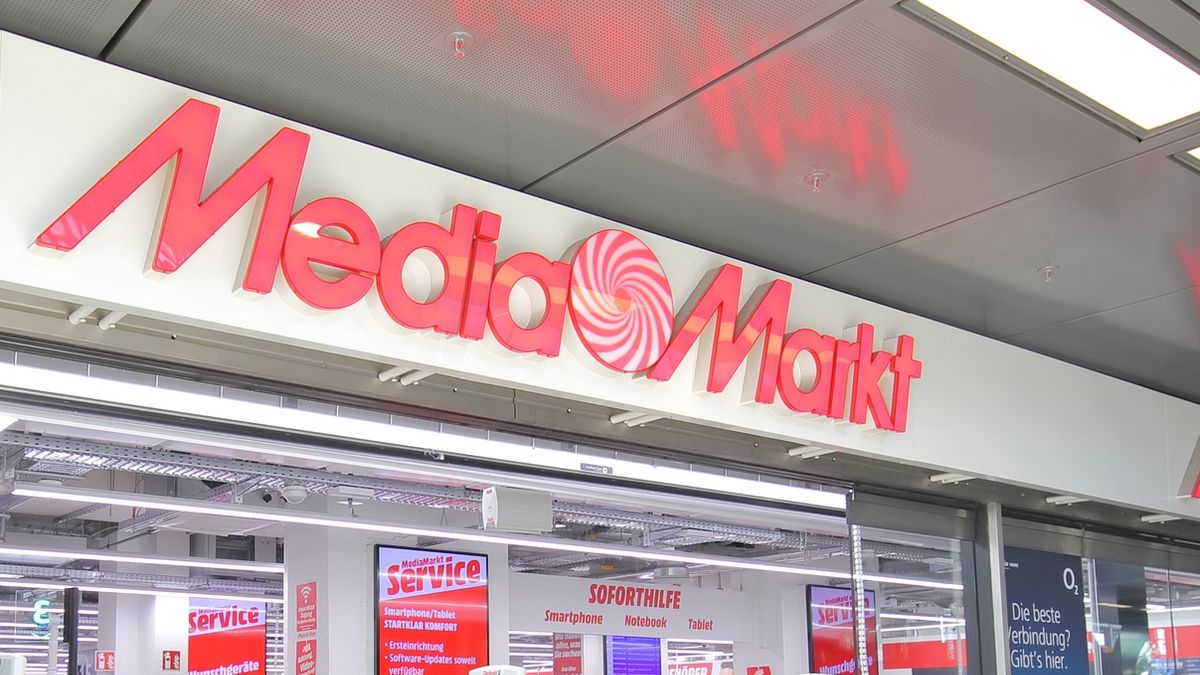 MediaMarkt
MediaMarkt
Service
Smartphone/Tablet
STARTKLAR KOMFORT
• Ersteinrichtung
• Software-Updates soweit
verfügbar
Service
Wunschgeräte
SOFORTHILFE
Smartphone Notebook Tablet
MediaMarkt
Service
Wunschgeräte
O2
Die beste
Verbindung?
Gibt's hier.